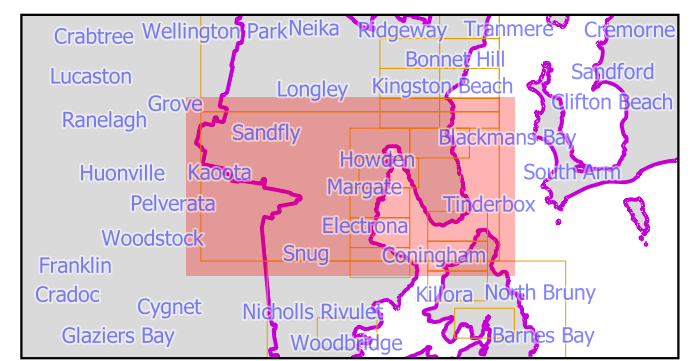 Crabtree
Wellington Park
Neika
Ridgeway
Tranmere
Cremorne
Bonnet Hill
Lucaston
Longley
Kingston Beach
Sandford
Grove
Clifton Beach
Ranelagh
Sandfly
Blackmans Bay
Howden
Huonville
Kaoota
South Arm
Margate
Pelverata
Tinderbox
Electrona
Woodstock
Snug
Coningham
Franklin
Cradoc
Killora
North Bruny
Cygnet
Nicholls Rivulet
Glaziers Bay
Woodbridge
Barnes Bay